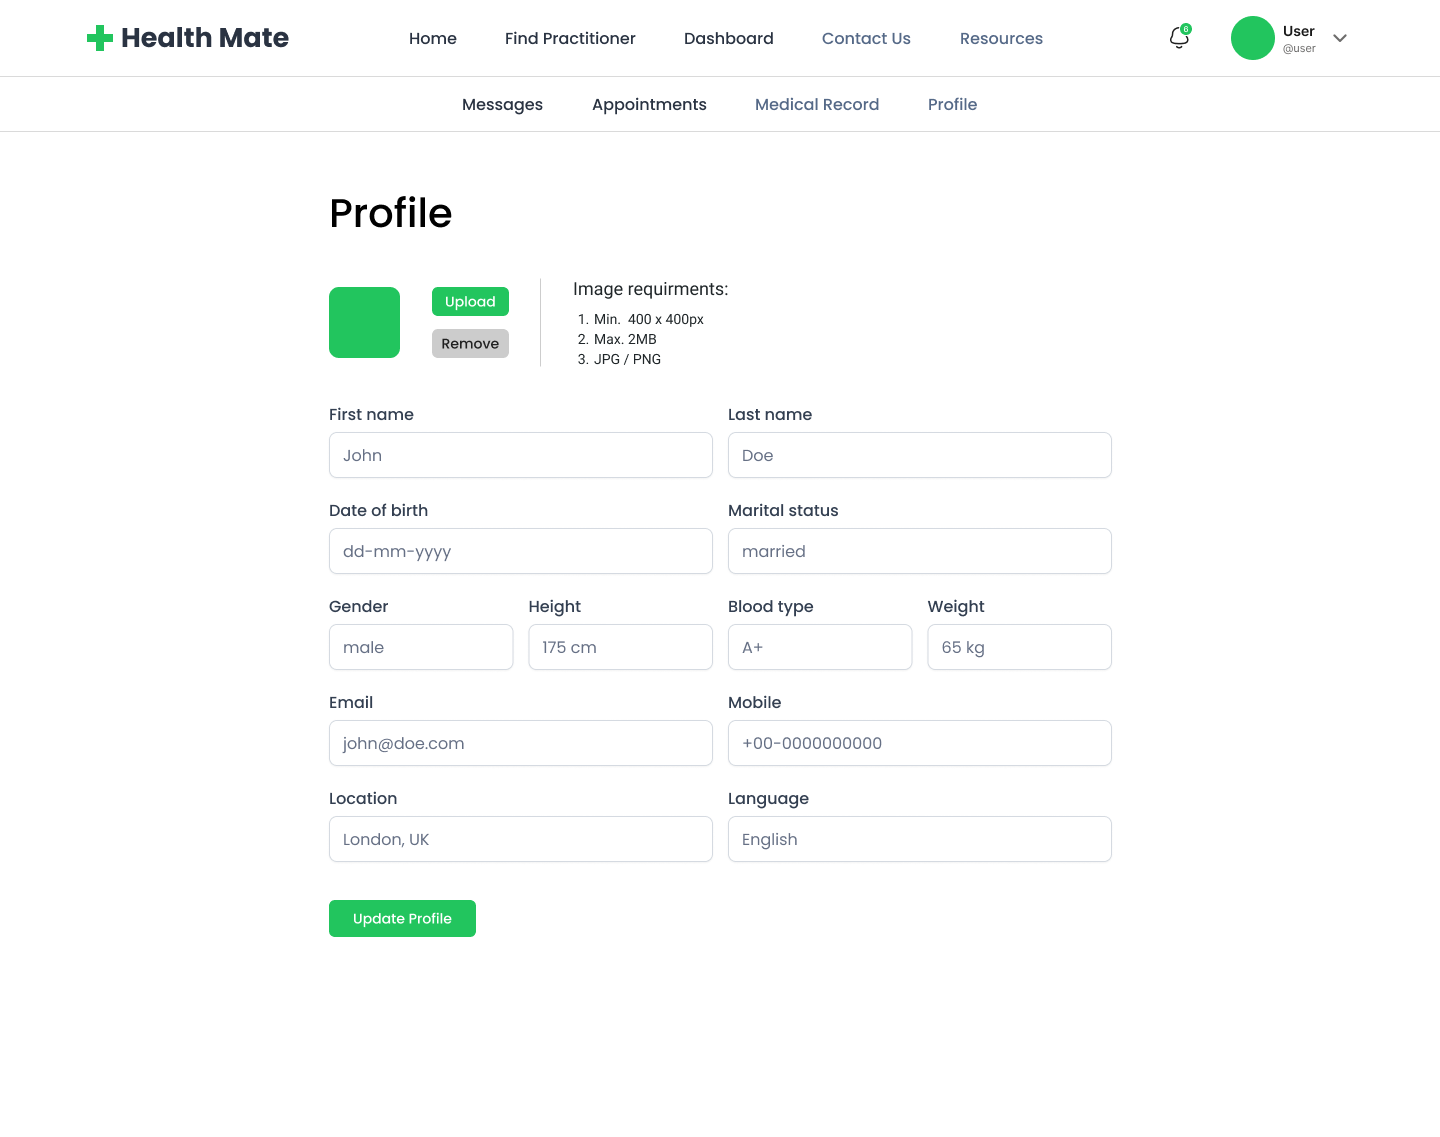 Health Mate
Home Find Practitioner Dashboard Contact Us Resources
6
User
@user
Messages Appointments Medical Record Profile
Profile
Upload
Remove
Image requirments:
1. Min. 400 x 400px
2. Max. 2MB
3. JPG / PNG
First name Last name
John Doe
Date of birth Marital status
dd-mm-yyyy married
Gender Height Blood type Weight
male 175 cm A+ 65 kg
Email Mobile
john@doe.com +00-0000000000
Location Language
London, UK English
Update Profile